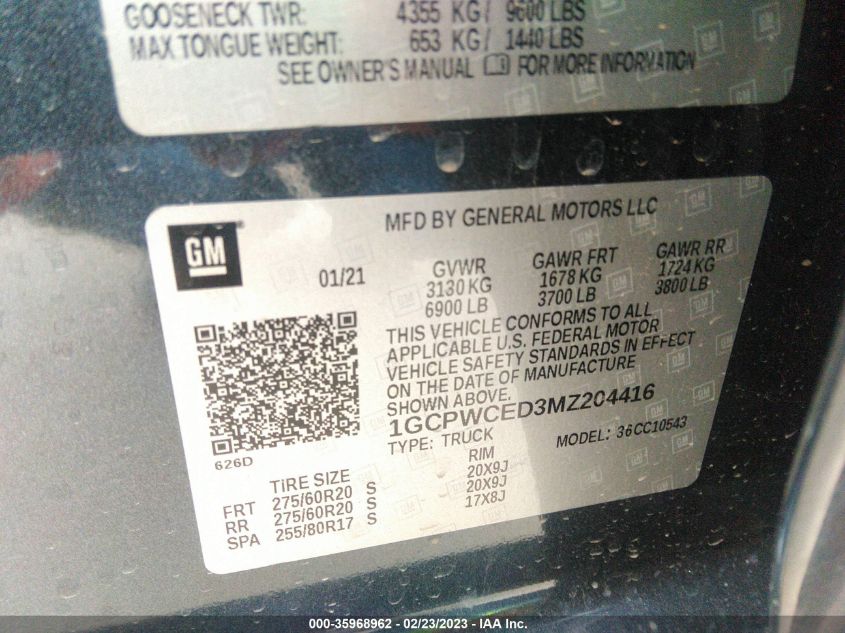 GOOSENECK TWR: 4355 KG/ 9600 LBS
MAX TONGUE WEIGHT: 653 KG/ 1440 LBS
SEE OWNER'S MANUAL FOR MORE INFORMATION
GM
MFD BY GENERAL MOTORS LLC
01/21
GVWR GAWR FRT GAWR RR
3130 KG 1678 KG 1724 KG
6900 LB 3700 LB 3800 LB
THIS VEHICLE CONFORMS TO ALL
APPLICABLE U.S. FEDERAL MOTOR
VEHICLE SAFETY STANDARDS IN EFFECT
ON THE DATE OF MANUFACTURE
SHOWN ABOVE.
1GCPWCED3MZ204416
TYPE: TRUCK MODEL: 36CC10543
626D
TIRE SIZE RIM
FRT 275/60R20 S 20X9J
RR 275/60R20 S 20X9J
SPA 255/80R17 S 17X8J
000-35968962 - 02/23/2023 - IAA Inc.